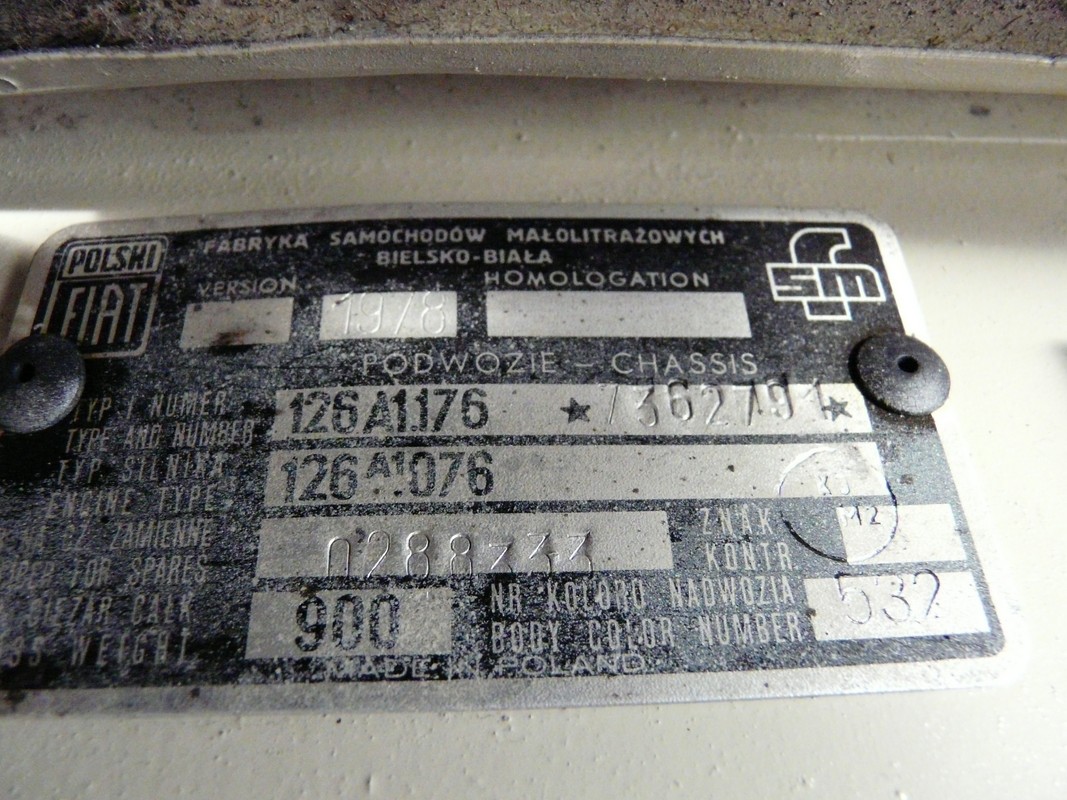 POLSKI FIAT
FABRYKA SAMOCHODÓW MAŁOLITRAŻOWYCH
BIELSKO-BIAŁA
fsm
VERSION
HOMOLOGATION
1978
PODWOZIE - CHASSIS
TYP I NUMER
TYPE AND NUMBER
126A1.176 ★7362791★
TYP SILNIKA
ENGINE TYPE
126A1.076
CZ. ZAMIENNE
FOR SPARES
0288333
ZNAK
KONTR
30
M2
CIĘŻAR CAŁK
WEIGHT
900
NR KOLORU NADWOZIA
BODY COLOR NUMBER
532
MADE IN POLAND